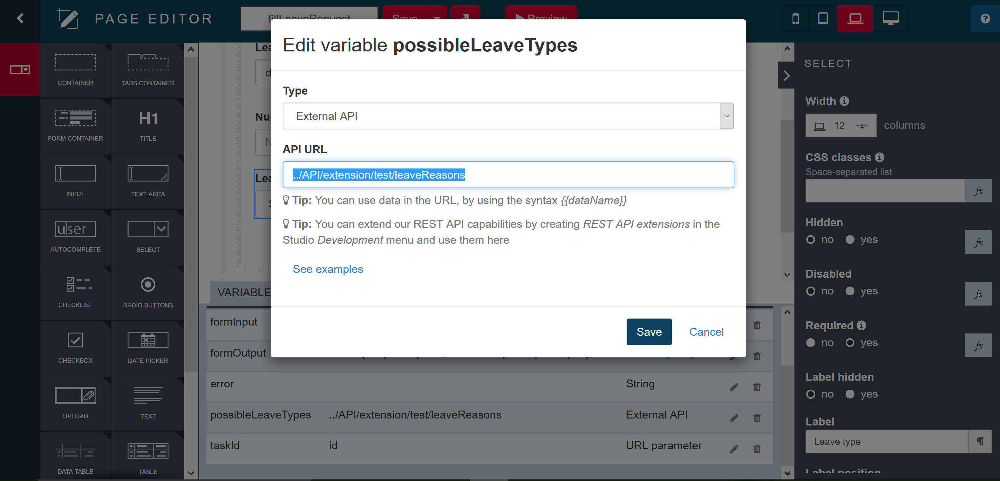 PAGE EDITOR
fillLeaveRequest
Save
Preview
?
CONTAINER
TABS CONTAINER
FORM CONTAINER
H1
TITLE
INPUT
TEXT AREA
user
AUTOCOMPLETE
SELECT
CHECKLIST
RADIO BUTTONS
CHECKBOX
DATE PICKER
UPLOAD
TEXT
DATA TABLE
TABLE
Edit variable possibleLeaveTypes
Type
External API
API URL
../API/extension/test/leaveReasons
Tip: You can use data in the URL, by using the syntax {{dataName}}
Tip: You can extend our REST API capabilities by creating REST API extensions in the
Studio Development menu and use them here
See examples
Save
Cancel
formInput
formOutput
error
String
possibleLeaveTypes
../API/extension/test/leaveReasons
External API
taskId
id
URL parameter
SELECT
Width
12
columns
CSS classes
Space-separated list
fx
Hidden
no yes
fx
Disabled
no yes
fx
Required
no yes
fx
Label hidden
no yes
Label
Leave type
¶
Label position